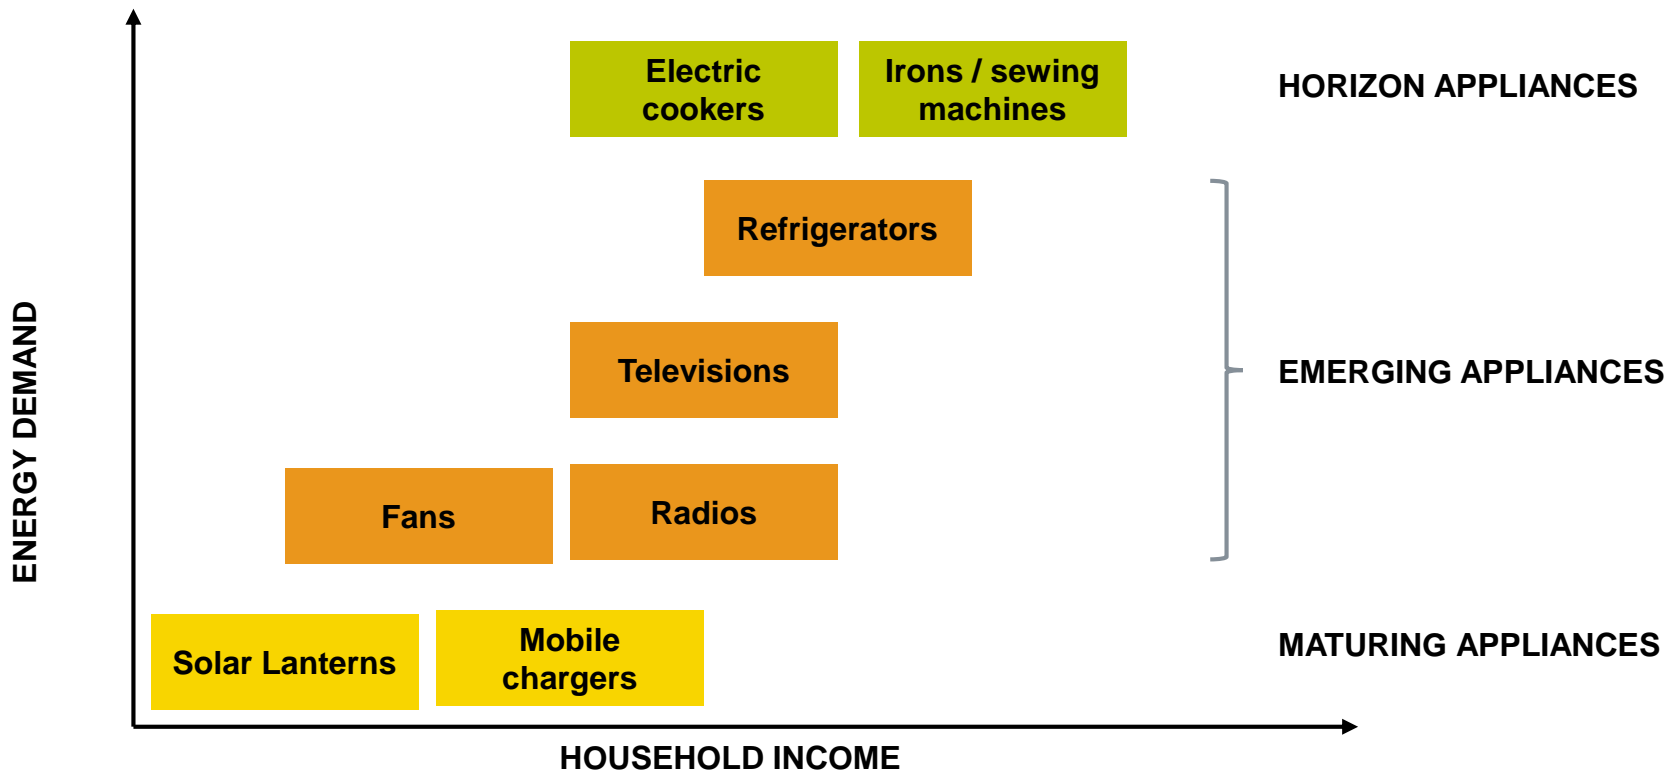 Electric
cookers
Irons / sewing
machines
HORIZON APPLIANCES
Refrigerators
Televisions
EMERGING APPLIANCES
Fans
Radios
Solar Lanterns
Mobile
chargers
MATURING APPLIANCES
ENERGY DEMAND
HOUSEHOLD INCOME